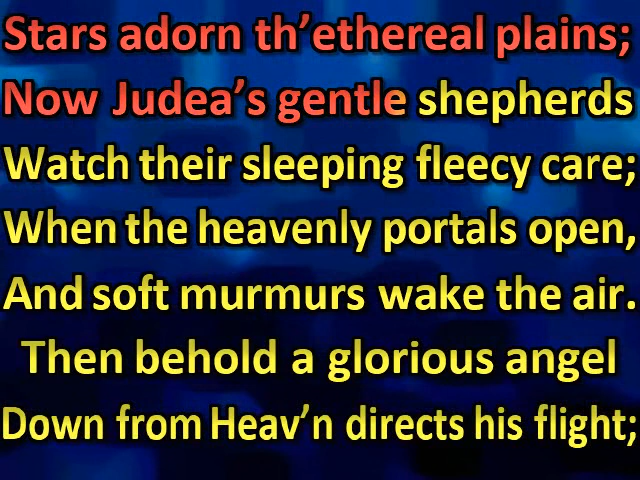 Stars adorn th’ethereal plains;
Now Judea’s gentle shepherds
Watch their sleeping fleecy care;
When the heavenly portals open,
And soft murmurs wake the air.
Then behold a glorious angel
Down from Heav’n directs his flight;